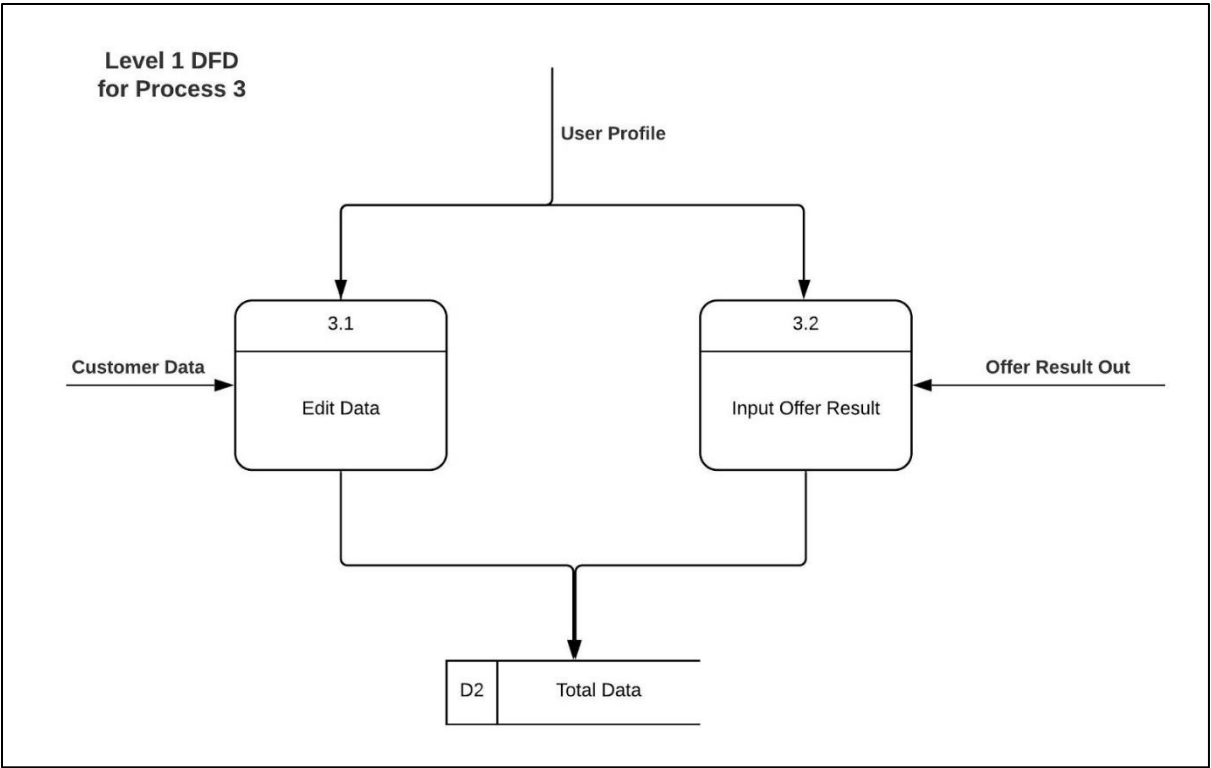 Level 1 DFD
for Process 3
User Profile
3.1
3.2
Customer Data
Offer Result Out
Edit Data
Input Offer Result
D2
Total Data